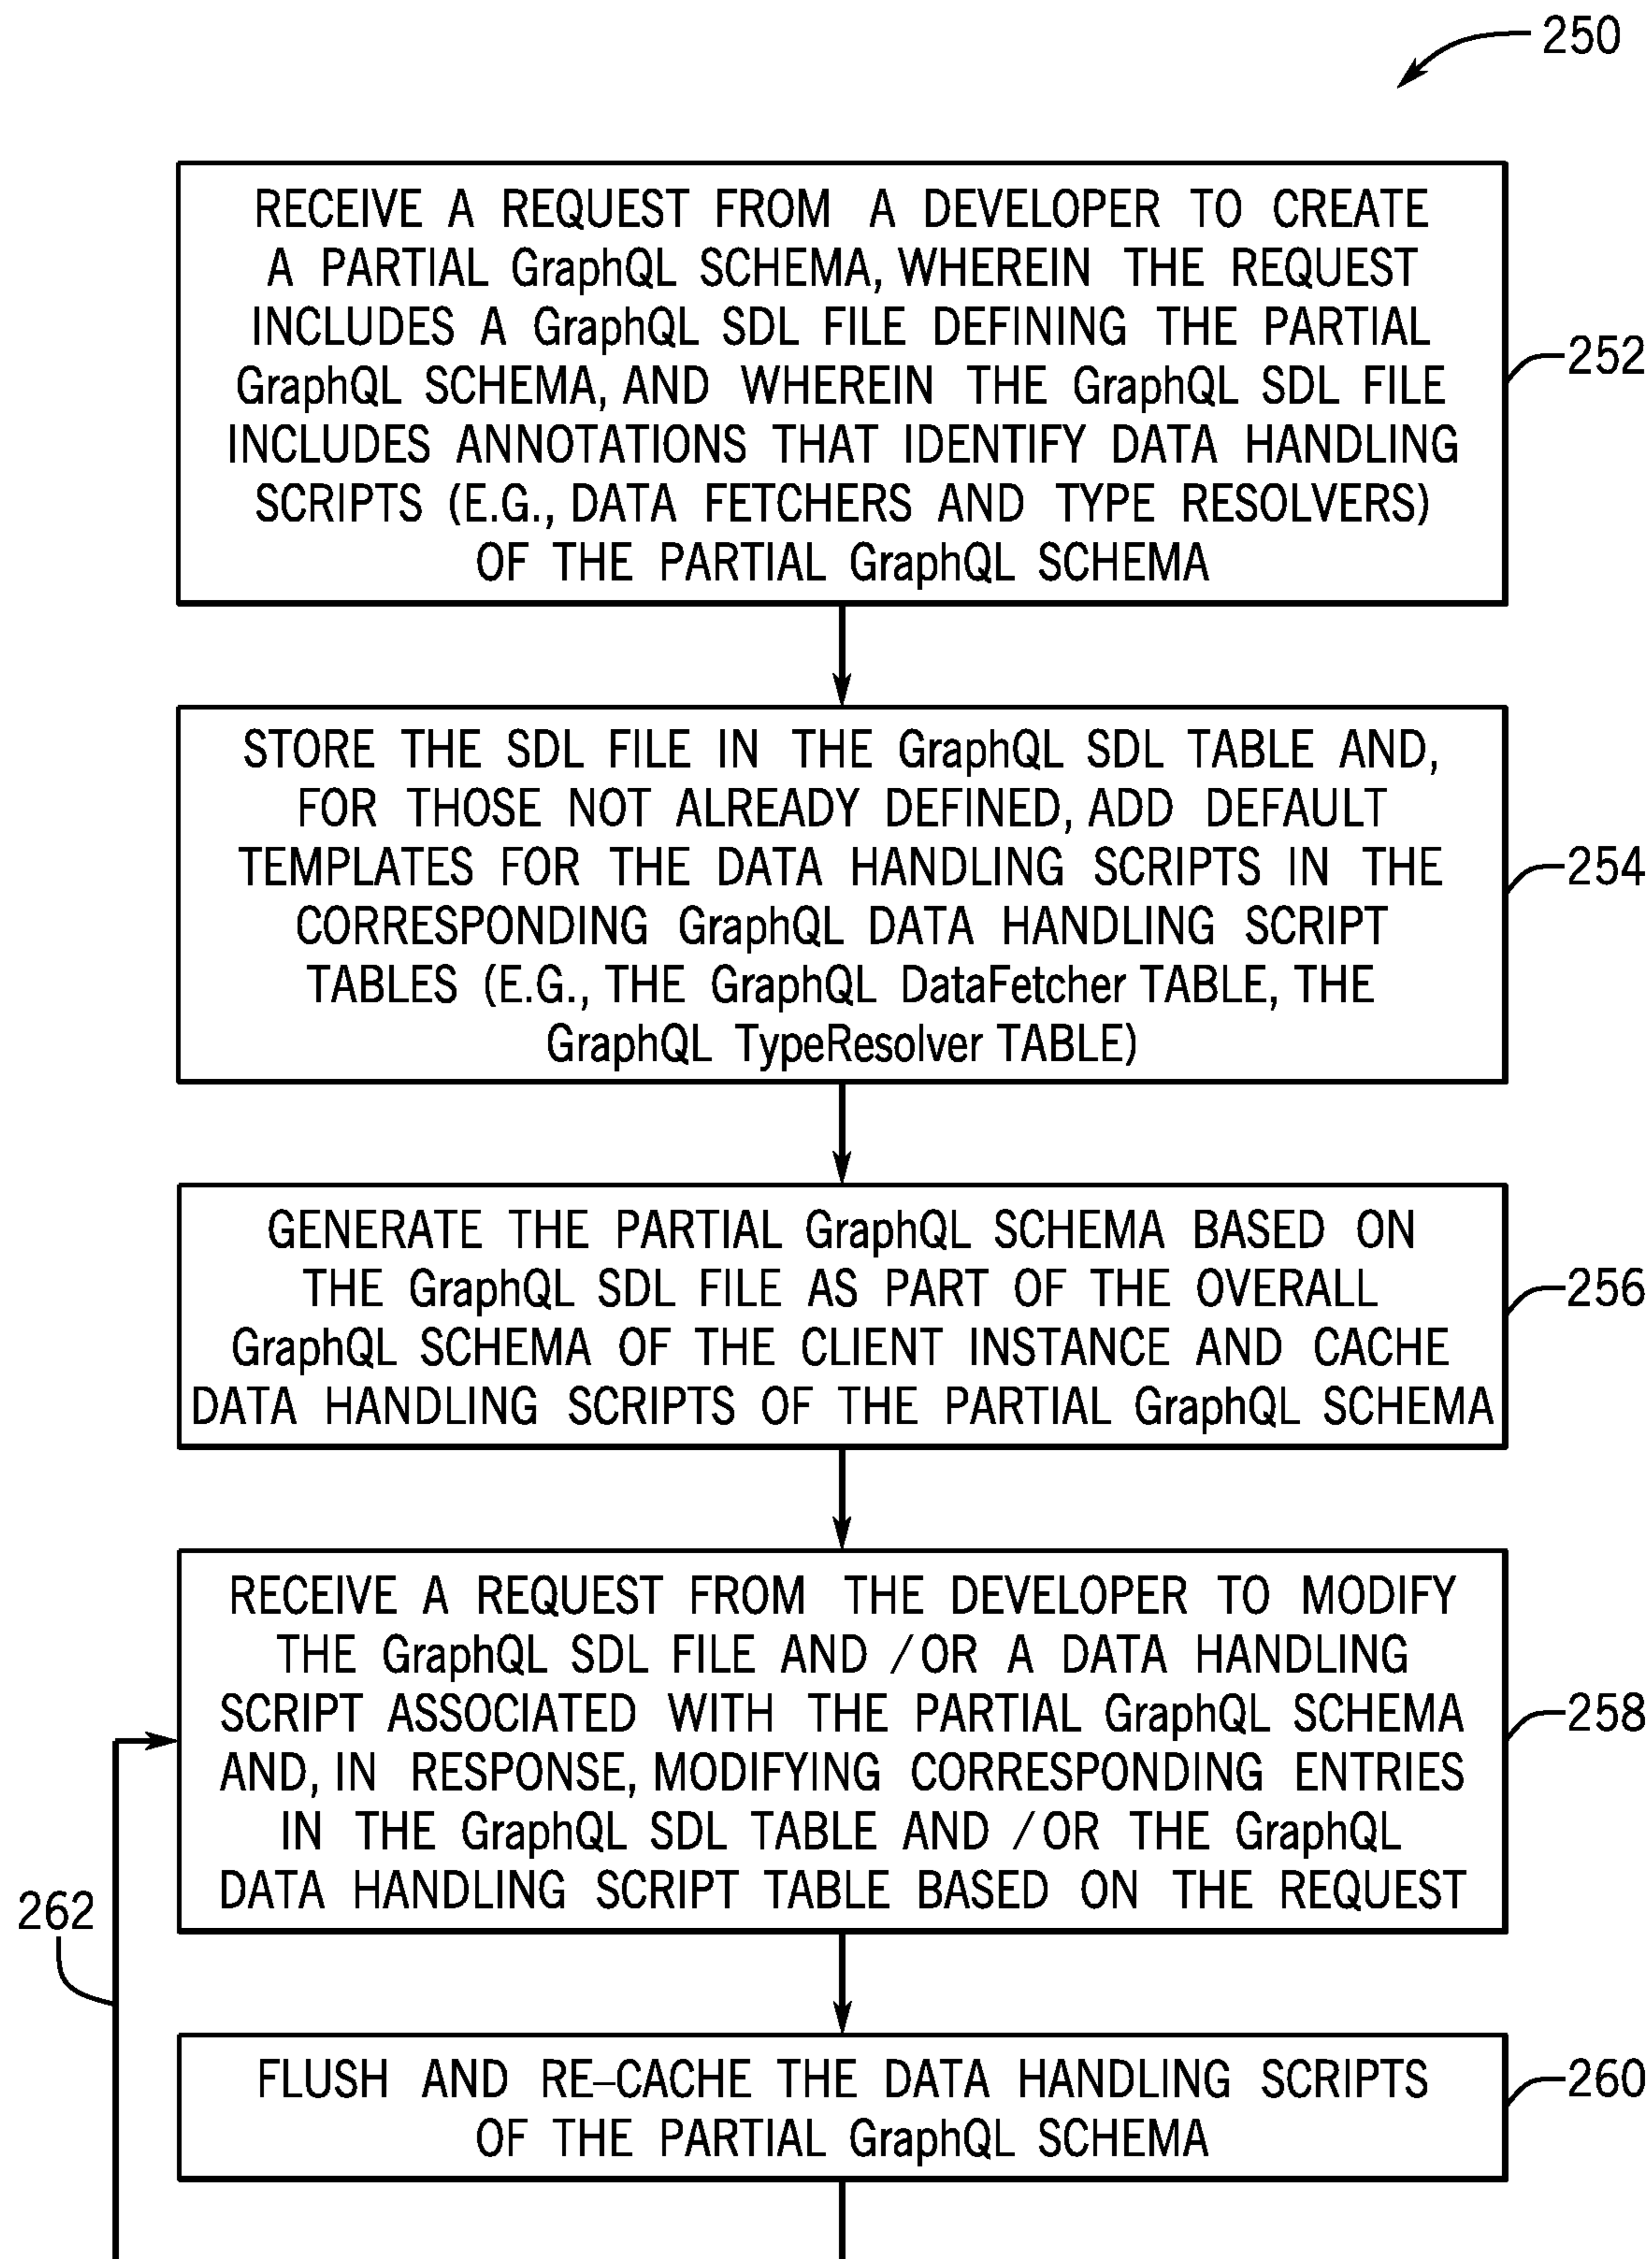 250
RECEIVE A REQUEST FROM A DEVELOPER TO CREATE
A PARTIAL GraphQL SCHEMA, WHEREIN THE REQUEST
INCLUDES A GraphQL SDL FILE DEFINING THE PARTIAL
GraphQL SCHEMA, AND WHEREIN THE GraphQL SDL FILE
INCLUDES ANNOTATIONS THAT IDENTIFY DATA HANDLING
SCRIPTS (E.G., DATA FETCHERS AND TYPE RESOLVERS)
OF THE PARTIAL GraphQL SCHEMA
252
STORE THE SDL FILE IN THE GraphQL SDL TABLE AND,
FOR THOSE NOT ALREADY DEFINED, ADD DEFAULT
TEMPLATES FOR THE DATA HANDLING SCRIPTS IN THE
CORRESPONDING GraphQL DATA HANDLING SCRIPT
TABLES (E.G., THE GraphQL DataFetcher TABLE, THE
GraphQL TypeResolver TABLE)
254
GENERATE THE PARTIAL GraphQL SCHEMA BASED ON
THE GraphQL SDL FILE AS PART OF THE OVERALL
GraphQL SCHEMA OF THE CLIENT INSTANCE AND CACHE
DATA HANDLING SCRIPTS OF THE PARTIAL GraphQL SCHEMA
256
RECEIVE A REQUEST FROM THE DEVELOPER TO MODIFY
THE GraphQL SDL FILE AND /OR A DATA HANDLING
SCRIPT ASSOCIATED WITH THE PARTIAL GraphQL SCHEMA
AND, IN RESPONSE, MODIFYING CORRESPONDING ENTRIES
IN THE GraphQL SDL TABLE AND /OR THE GraphQL
DATA HANDLING SCRIPT TABLE BASED ON THE REQUEST
258
262
FLUSH AND RE–CACHE THE DATA HANDLING SCRIPTS
OF THE PARTIAL GraphQL SCHEMA
260